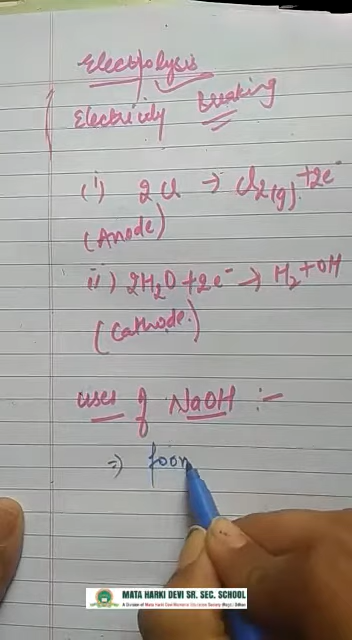 Electrolysis
Electricity breaking
(i) 2Cl → Cl2(g) +2e-
(Anode)
ii) 2H2O + 2e- → H2 + OH
(Cathode.)
uses of NaOH :-
⇒
MATA HARKI DEVI SR. SEC. SCHOOL